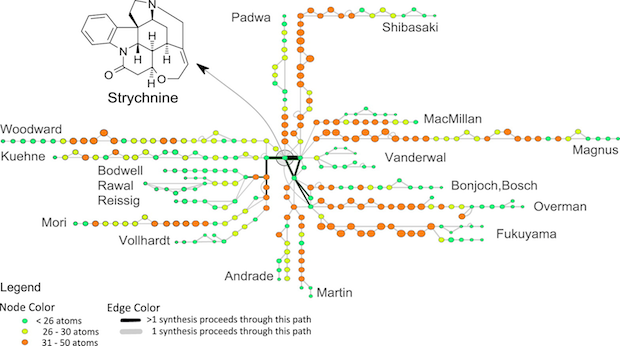 Padwa
Shibasaki
N
N
H
H
H
H
O
O
Strychnine
MacMillan
Woodward
Magnus
Kuehne
Vanderwal
Bodwell
Rawal
Reissig
Bonjoch,Bosch
Overman
Mori
Fukuyama
Vollhardt
Andrade
Martin
Legend
Node Color
< 26 atoms
26 - 30 atoms
31 - 50 atoms
Edge Color
>1 synthesis proceeds through this path
1 synthesis proceeds through this path